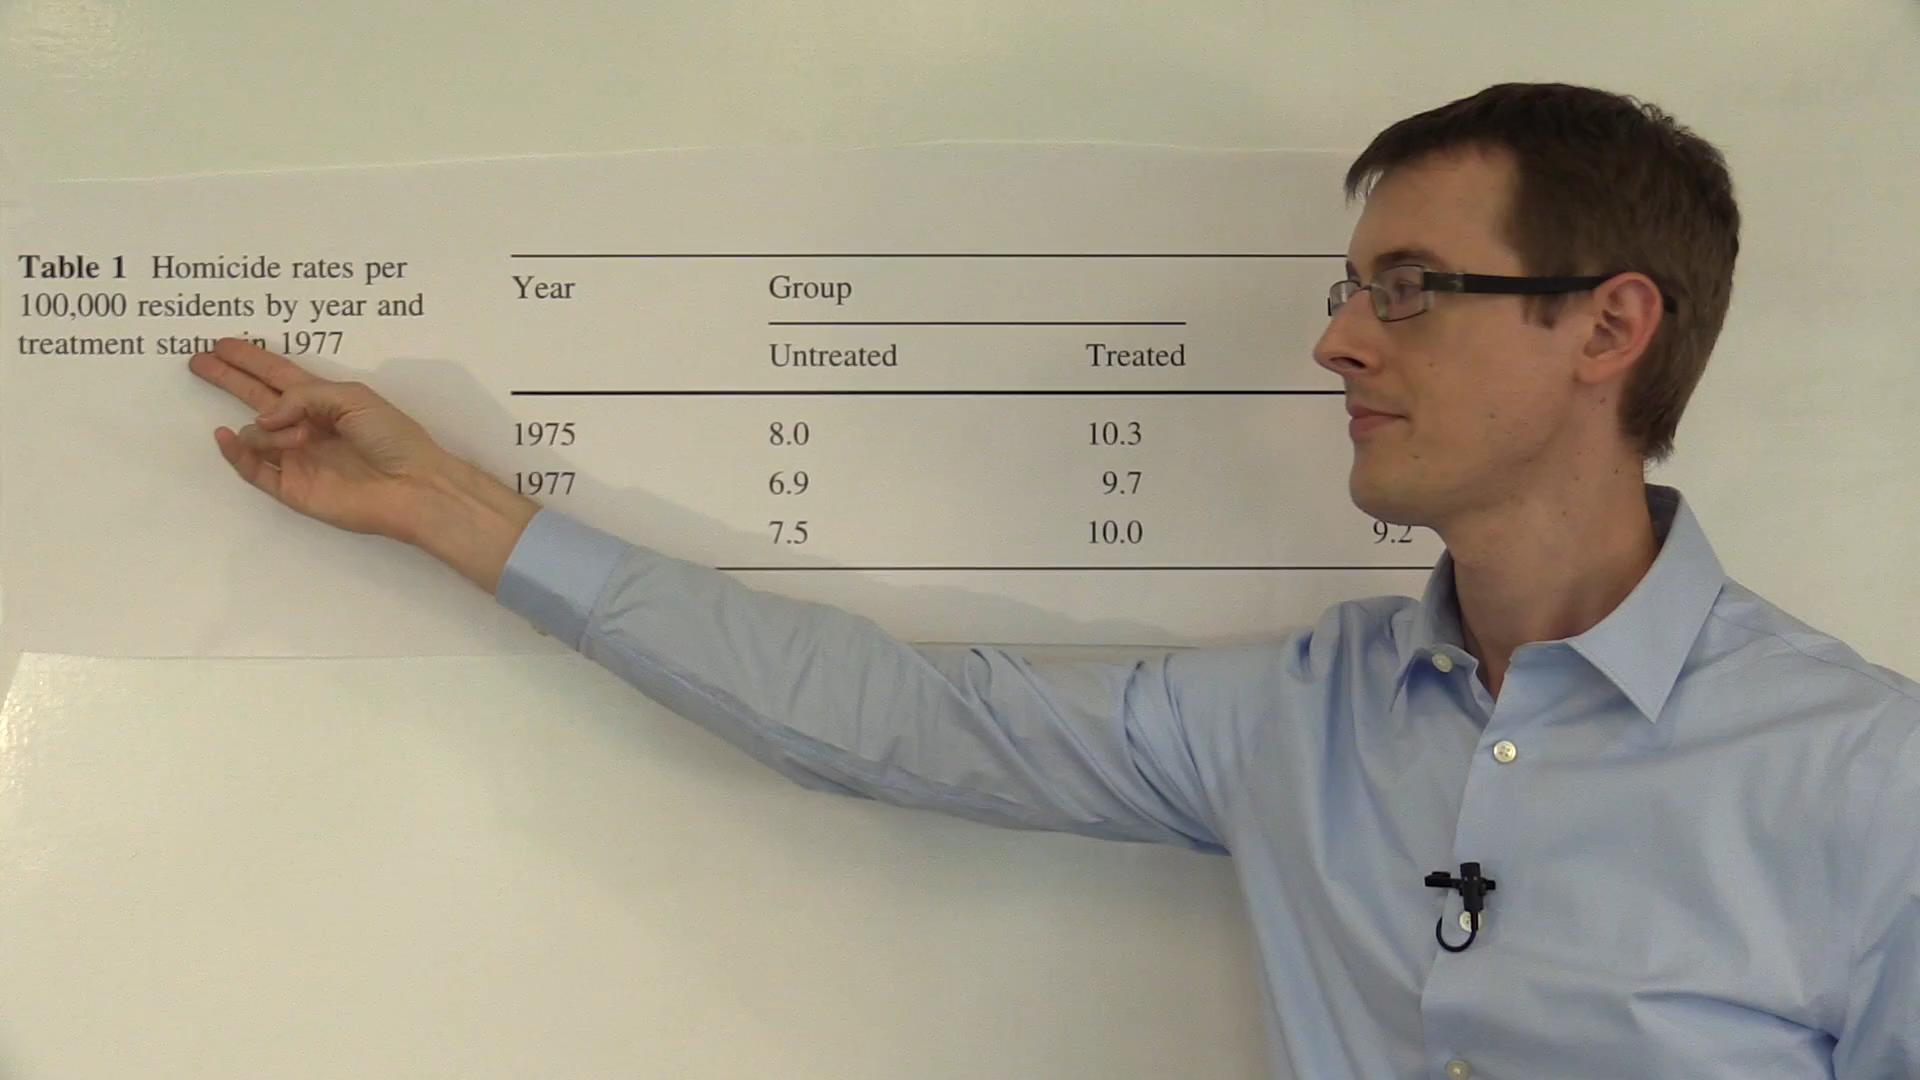 Table 1 Homicide rates per
100,000 residents by year and
treatment status in 1977
Year Group
Untreated Treated
1975 8.0 10.3
1977 6.9 9.7
7.5 10.0 9.2